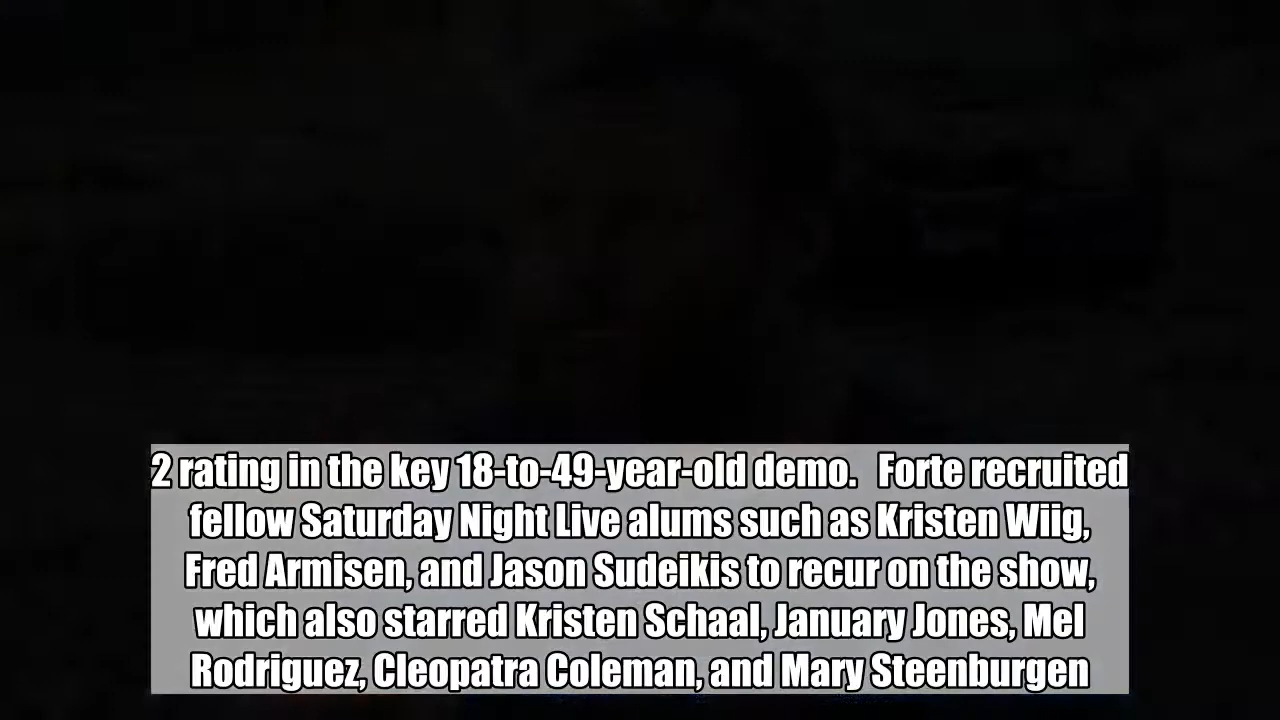 2 rating in the key 18-to-49-year-old demo.   Forte recruited
fellow Saturday Night Live alums such as Kristen Wiig,
Fred Armisen, and Jason Sudeikis to recur on the show,
which also starred Kristen Schaal, January Jones, Mel
Rodriguez, Cleopatra Coleman, and Mary Steenburgen